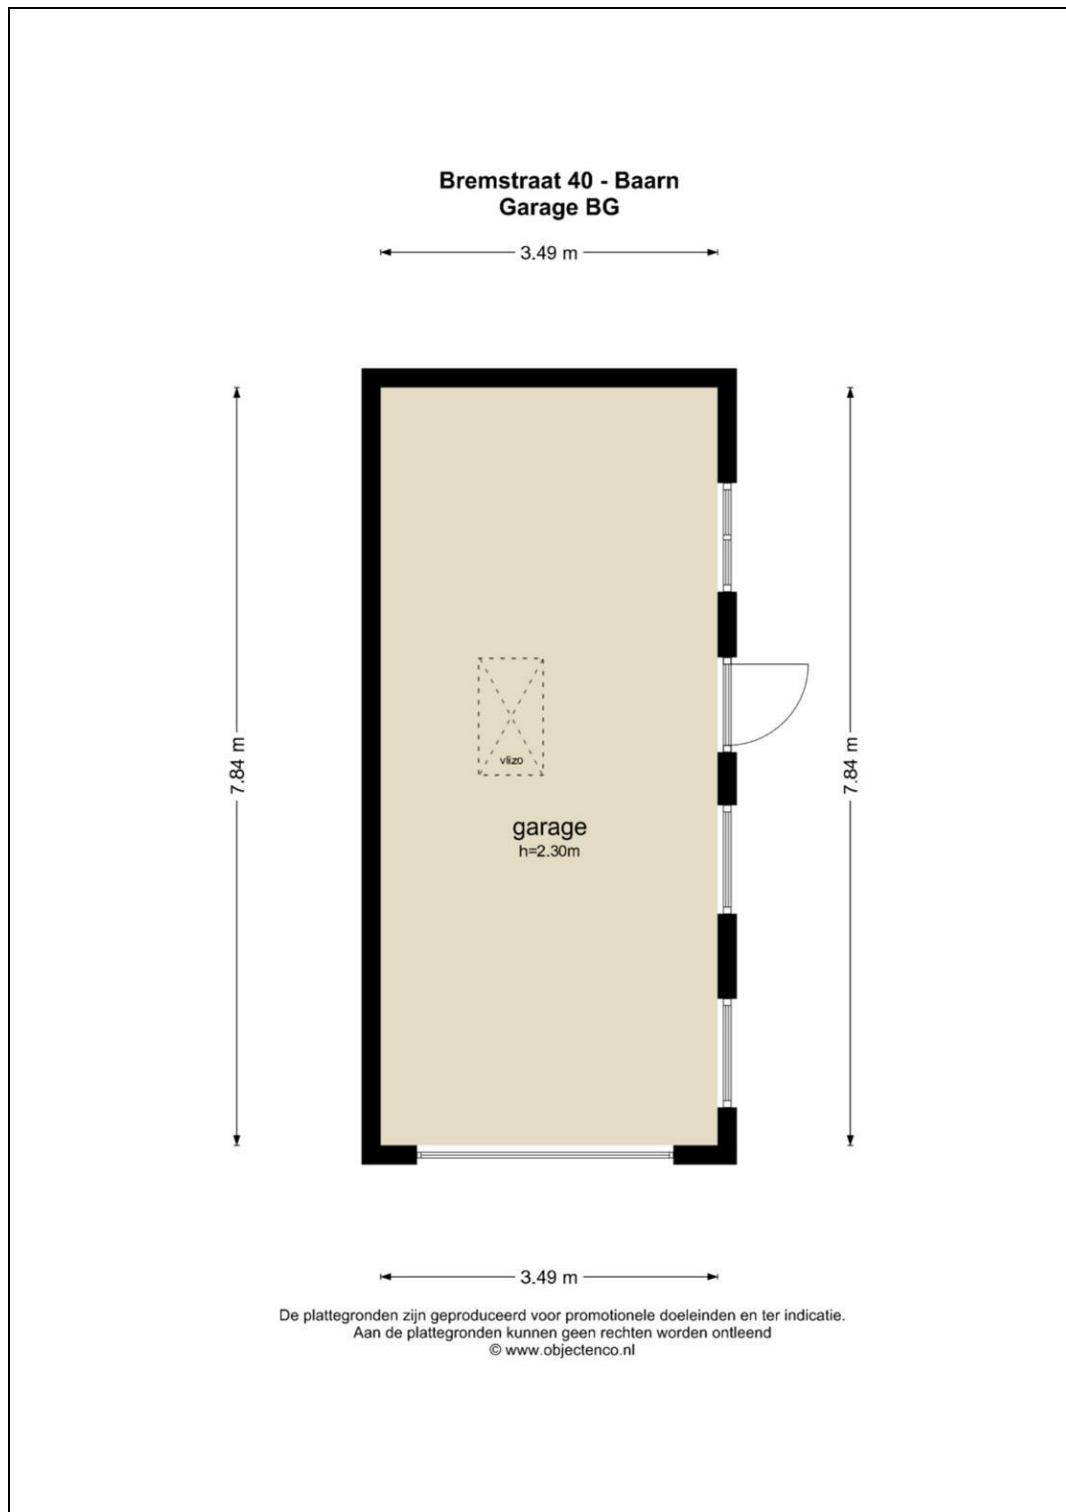 Bremstraat 40 - Baarn
Garage BG
3.49 m
7.84 m
7.84 m
vlizo
garage
h=2.30m
3.49 m
De plattegronden zijn geproduceerd voor promotionele doeleinden en ter indicatie.
Aan de plattegronden kunnen geen rechten worden ontleend
© www.objectenco.nl